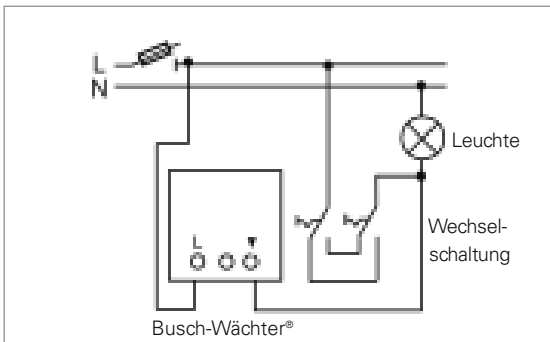 L
N
Leuchte
Wechsel-
schaltung
L
Busch-Wächter®